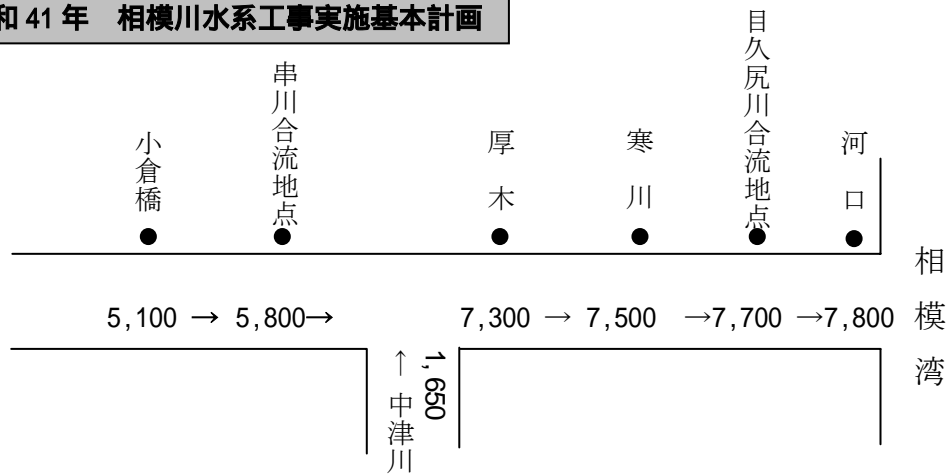 和 41 年 相模川水系工事実施基本計画
小倉橋
串川合流地点
厚木
寒川
目久尻川合流地点
河口
5,100 → 5,800→ 7,300 → 7,500 →7,700 →7,800
相模湾
1,650
← 中津川